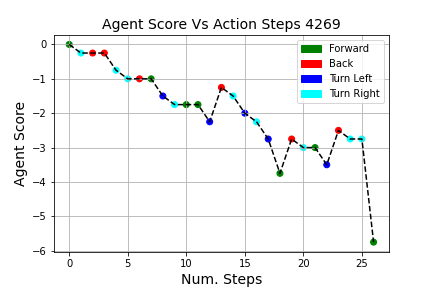 Agent Score Vs Action Steps 4269
Forward
Back
Turn Left
Turn Right
Agent Score
0
−1
−2
−3
−4
−5
−6
0 5 10 15 20 25
Num. Steps